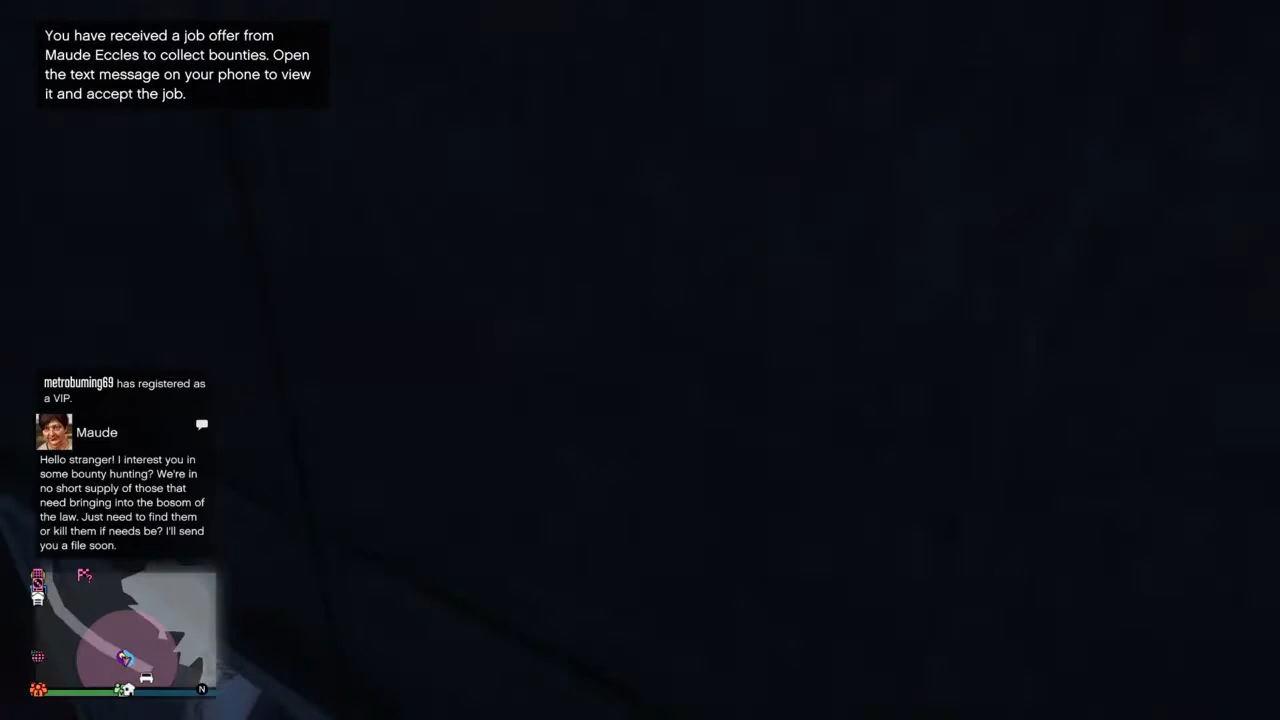 You have received a job offer from
Maude Eccles to collect bounties. Open
the text message on your phone to view
it and accept the job.
metrobuming69 has registered as
a VIP.
Maude
Hello stranger! I interest you in
some bounty hunting? We're in
no short supply of those that
need bringing into the bosom of
the law. Just need to find them
or kill them if needs be? I'll send
you a file soon.
N